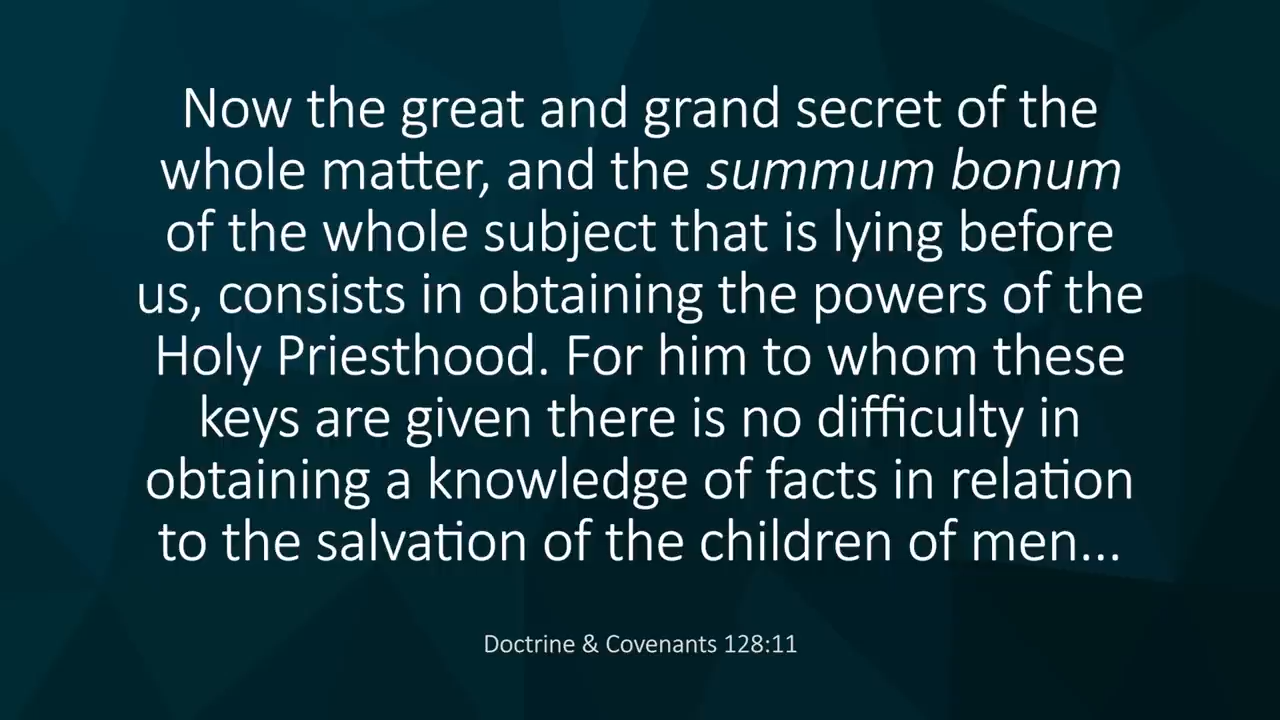 Now the great and grand secret of the
whole matter, and the summum bonum
of the whole subject that is lying before
us, consists in obtaining the powers of the
Holy Priesthood. For him to whom these
keys are given there is no difficulty in
obtaining a knowledge of facts in relation
to the salvation of the children of men...
Doctrine & Covenants 128:11